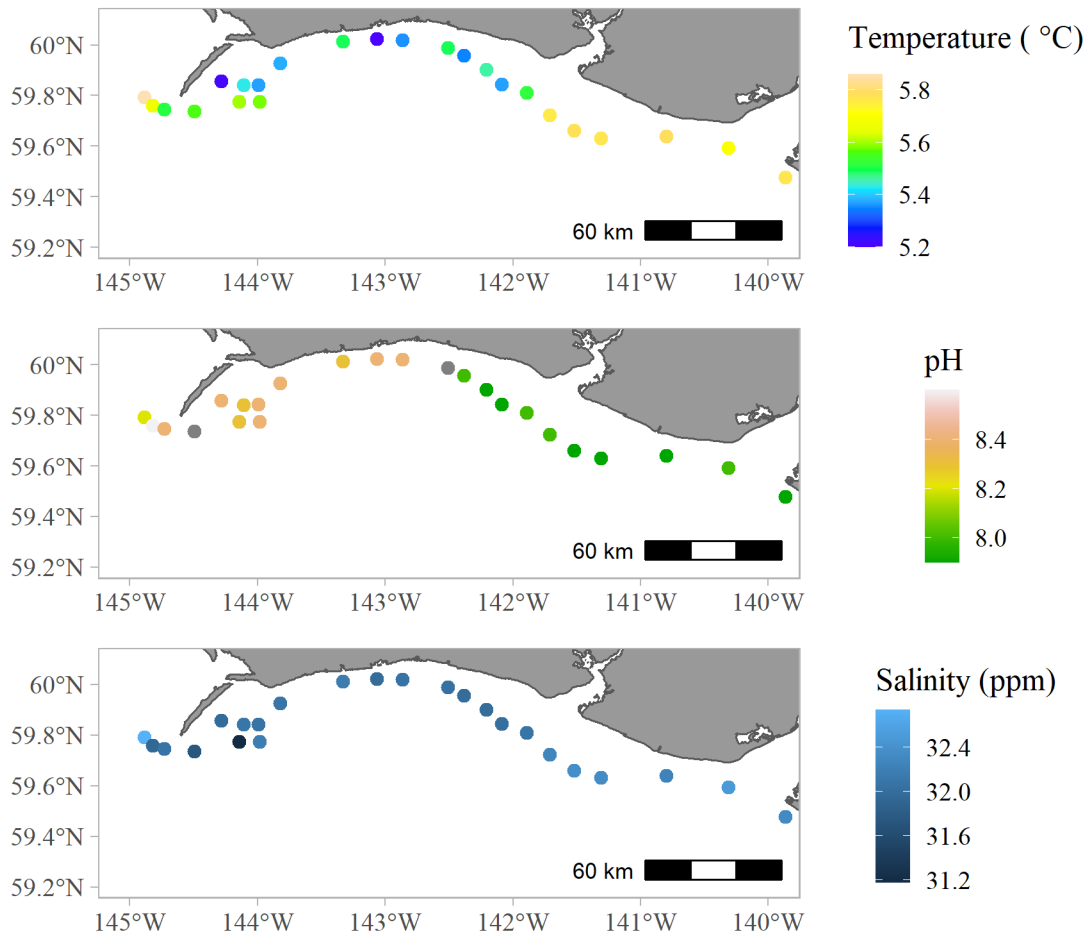 60°N
59.8°N
59.6°N
59.4°N
59.2°N
145°W 144°W 143°W 142°W 141°W 140°W
60 km
Temperature ( °C)
5.8
5.6
5.4
5.2
60°N
59.8°N
59.6°N
59.4°N
59.2°N
145°W 144°W 143°W 142°W 141°W 140°W
60 km
pH
8.4
8.2
8.0
60°N
59.8°N
59.6°N
59.4°N
59.2°N
145°W 144°W 143°W 142°W 141°W 140°W
60 km
Salinity (ppm)
32.4
32.0
31.6
31.2